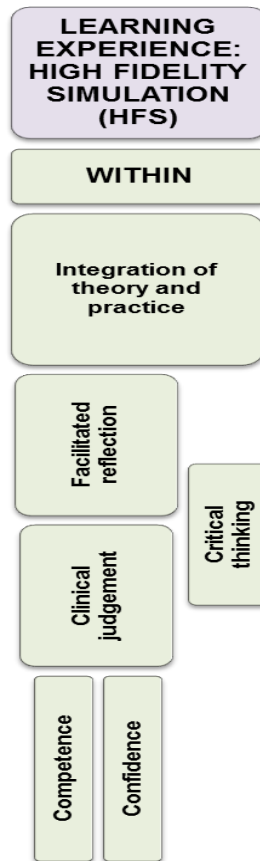 LEARNING
EXPERIENCE:
HIGH FIDELITY
SIMULATION
(HFS)
WITHIN
Integration of
theory and
practice
Facilitated
reflection
Critical
thinking
Clinical
judgement
Competence
Confidence